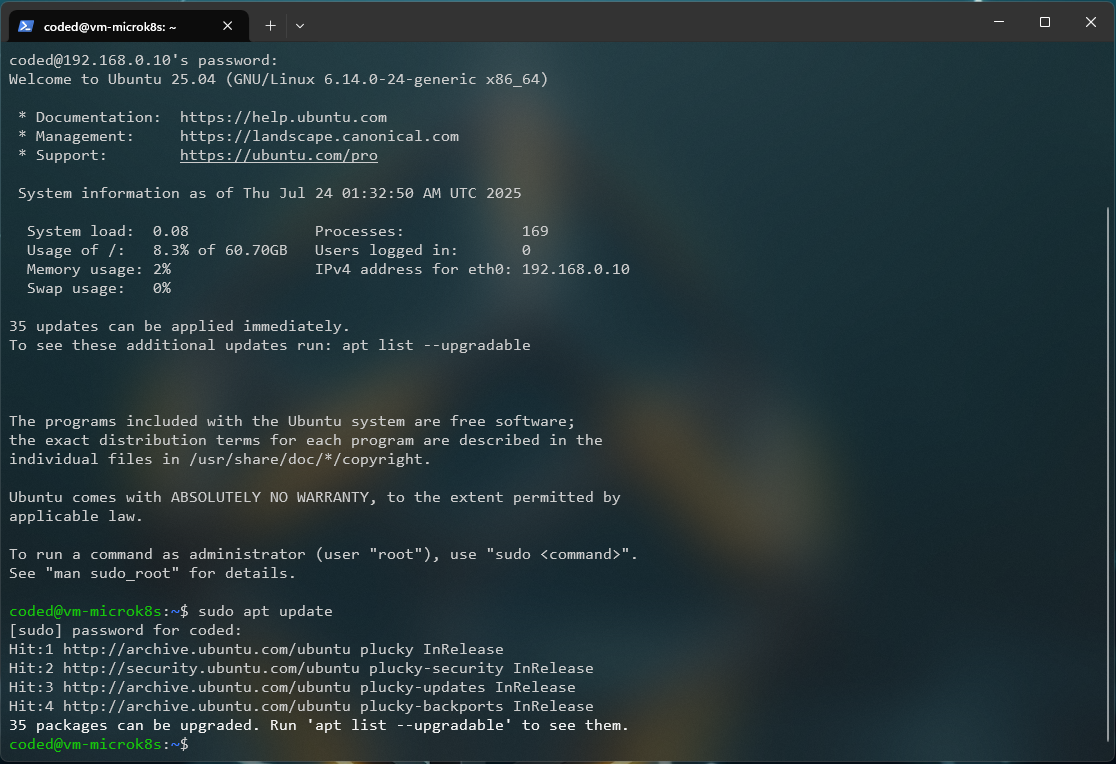 coded@vm-microk8s: ~
coded@192.168.0.10's password:
Welcome to Ubuntu 25.04 (GNU/Linux 6.14.0-24-generic x86_64)
* Documentation:  https://help.ubuntu.com
* Management:     https://landscape.canonical.com
* Support:        https://ubuntu.com/pro
System information as of Thu Jul 24 01:32:50 AM UTC 2025
System load:  0.08              Processes:             169
Usage of /:   8.3% of 60.70GB   Users logged in:       0
Memory usage: 2%                IPv4 address for eth0: 192.168.0.10
Swap usage:   0%
35 updates can be applied immediately.
To see these additional updates run: apt list --upgradable
The programs included with the Ubuntu system are free software;
the exact distribution terms for each program are described in the
individual files in /usr/share/doc/*/copyright.
Ubuntu comes with ABSOLUTELY NO WARRANTY, to the extent permitted by
applicable law.
To run a command as administrator (user "root"), use "sudo <command>".
See "man sudo_root" for details.
coded@vm-microk8s:~$ sudo apt update
[sudo] password for coded:
Hit:1 http://archive.ubuntu.com/ubuntu plucky InRelease
Hit:2 http://security.ubuntu.com/ubuntu plucky-security InRelease
Hit:3 http://archive.ubuntu.com/ubuntu plucky-updates InRelease
Hit:4 http://archive.ubuntu.com/ubuntu plucky-backports InRelease
35 packages can be upgraded. Run 'apt list --upgradable' to see them.
coded@vm-microk8s:~$